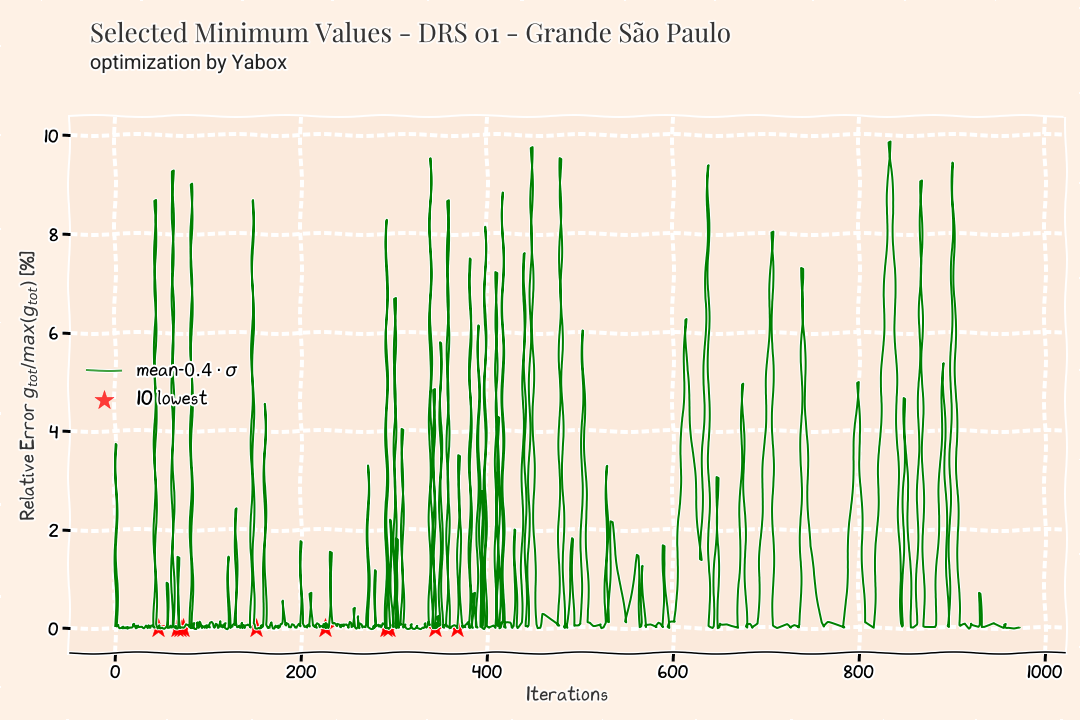 Selected Minimum Values - DRS 01 - Grande São Paulo
optimization by Yabox
10
8
6
4
2
0
Relative Error g_tot/max(g_tot) [%]
mean-0.4 · σ
10 lowest
0 200 400 600 800 1000
Iterations